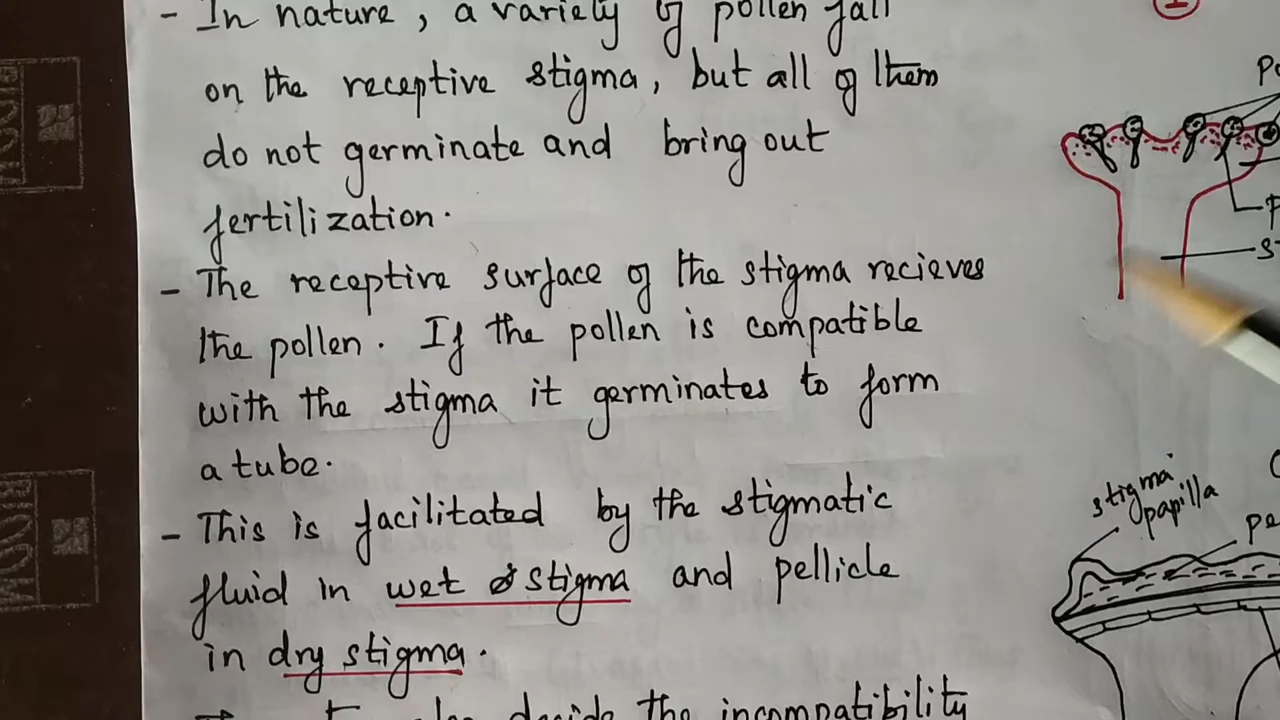 - In nature, a variety of pollen fall
on the receptive stigma, but all of them
do not germinate and bring out
fertilization.
- The receptive surface of the stigma recieves
the pollen. If the pollen is compatible
with the stigma it germinates to form
a tube.
- This is facilitated by the stigmatic
fluid in wet stigma and pellicle
in dry stigma.
decide the incompatibility
stigma
papilla